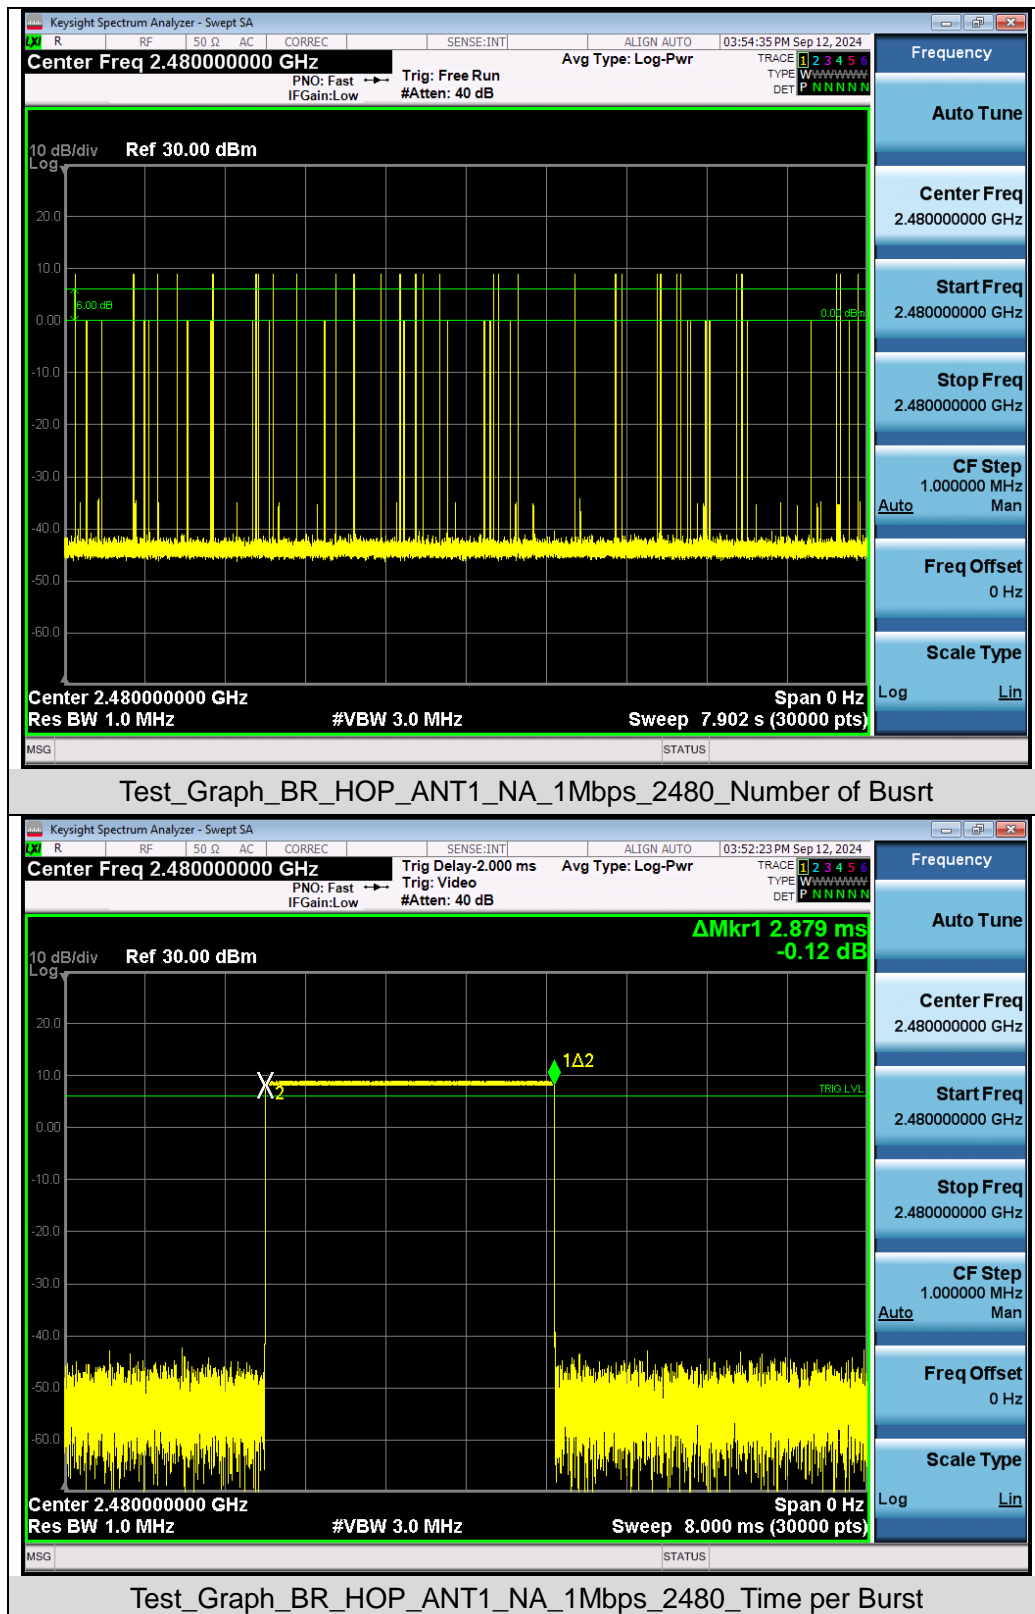 Keysight Spectrum Analyzer - Swept SA
LXI R RF 50 Ω AC CORREC SENSE:INT ALIGN AUTO 03:54:35 PM Sep 12, 2024
Center Freq 2.480000000 GHz
PNO: Fast
IFGain:Low
Trig: Free Run
#Atten: 40 dB
Avg Type: Log-Pwr
TRACE 1 2 3 4 5 6
TYPE WWWWWW
DET P N N N N N
10 dB/div Ref 30.00 dBm
Log
20.0
10.0
6.00 dB
0.00
0.00 dBm
-10.0
-20.0
-30.0
-40.0
-50.0
-60.0
Center 2.480000000 GHz Span 0 Hz
Res BW 1.0 MHz #VBW 3.0 MHz Sweep 7.902 s (30000 pts)
MSG STATUS
Frequency
Auto Tune
Center Freq
2.480000000 GHz
Start Freq
2.480000000 GHz
Stop Freq
2.480000000 GHz
CF Step
1.000000 MHz
Auto Man
Freq Offset
0 Hz
Scale Type
Log Lin
Test_Graph_BR_HOP_ANT1_NA_1Mbps_2480_Number of Busrt
Keysight Spectrum Analyzer - Swept SA
LXI R RF 50 Ω AC CORREC SENSE:INT ALIGN AUTO 03:52:23 PM Sep 12, 2024
Center Freq 2.480000000 GHz
PNO: Fast
IFGain:Low
Trig Delay-2.000 ms
Trig: Video
#Atten: 40 dB
Avg Type: Log-Pwr
TRACE 1 2 3 4 5 6
TYPE WWWWWW
DET P N N N N N
ΔMkr1 2.879 ms
-0.12 dB
10 dB/div Ref 30.00 dBm
Log
20.0
1Δ2
10.0
2
TRIG LVL
0.00
-10.0
-20.0
-30.0
-40.0
-50.0
-60.0
Center 2.480000000 GHz Span 0 Hz
Res BW 1.0 MHz #VBW 3.0 MHz Sweep 8.000 ms (30000 pts)
MSG STATUS
Frequency
Auto Tune
Center Freq
2.480000000 GHz
Start Freq
2.480000000 GHz
Stop Freq
2.480000000 GHz
CF Step
1.000000 MHz
Auto Man
Freq Offset
0 Hz
Scale Type
Log Lin
Test_Graph_BR_HOP_ANT1_NA_1Mbps_2480_Time per Burst